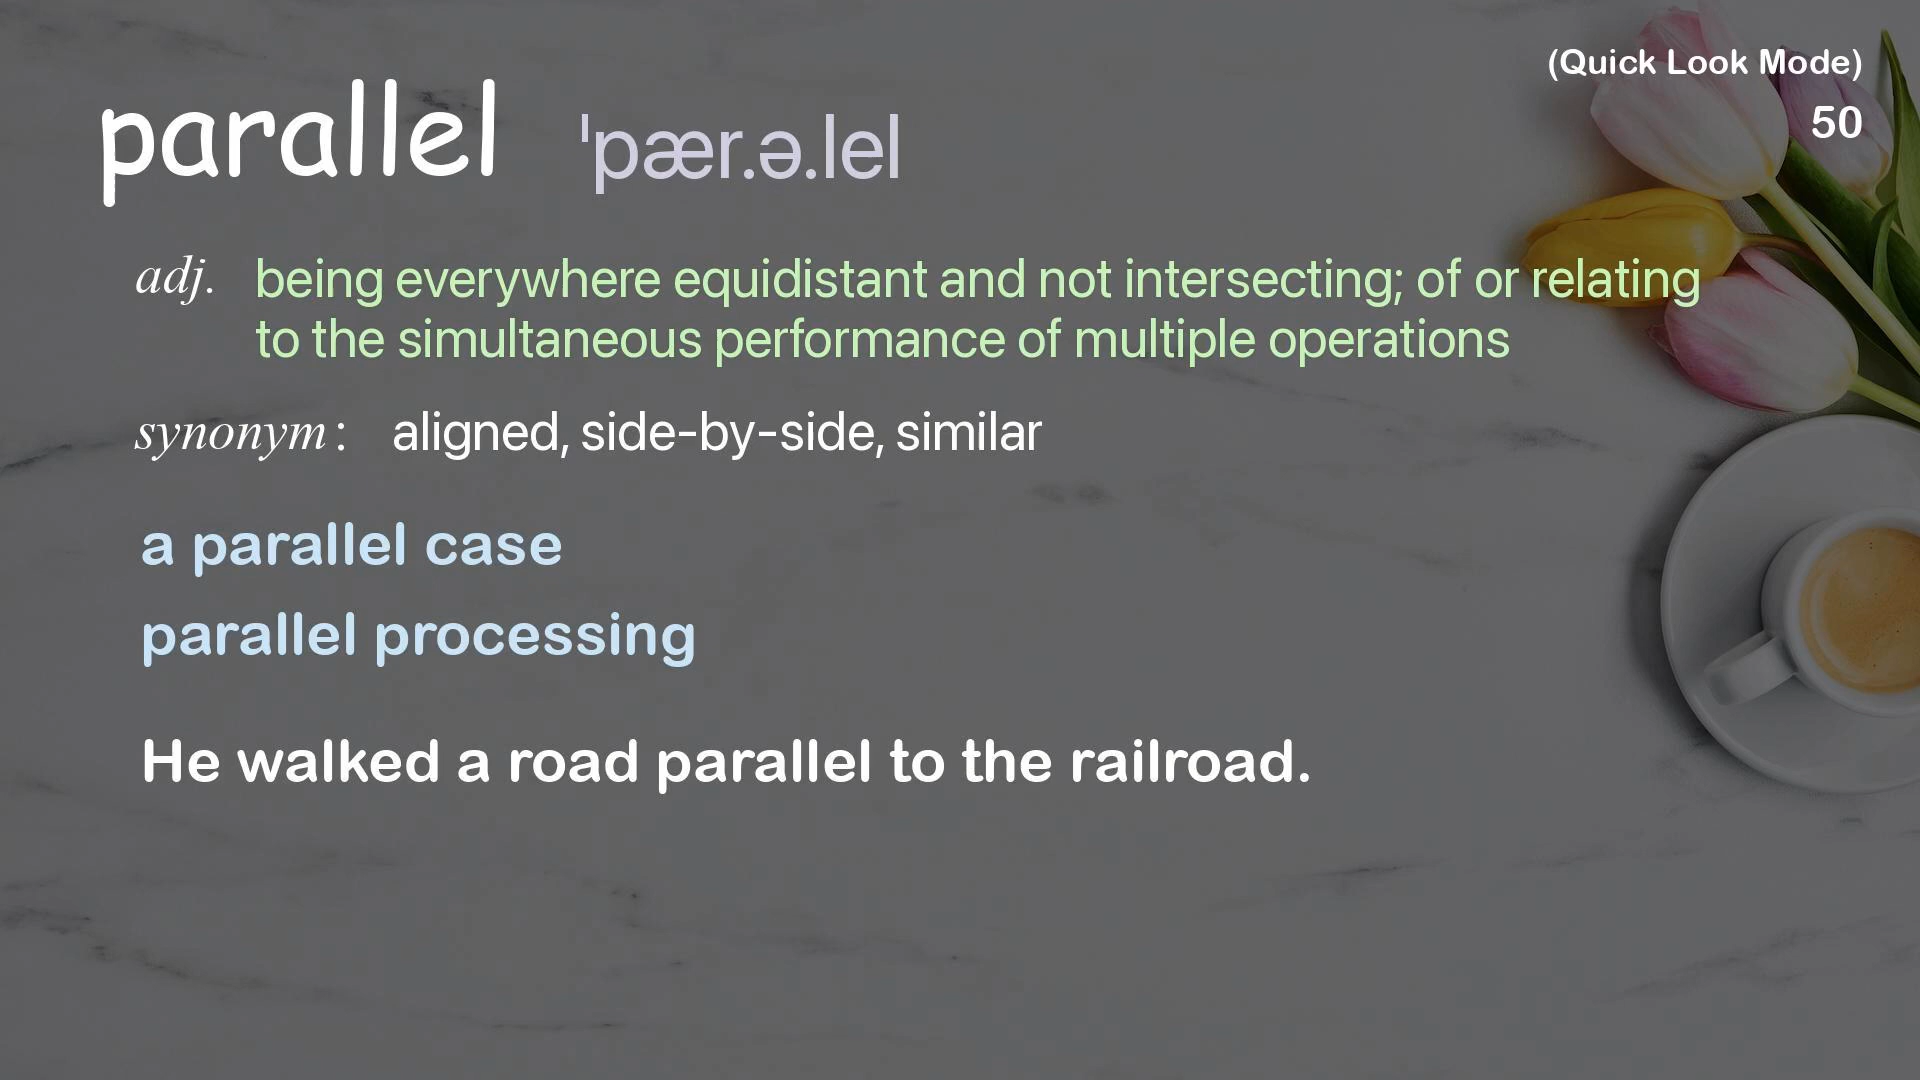 (Quick Look Mode)
50
parallel ˈpær.ə.lel
adj. being everywhere equidistant and not intersecting; of or relating
to the simultaneous performance of multiple operations
synonym: aligned, side-by-side, similar
a parallel case
parallel processing
He walked a road parallel to the railroad.